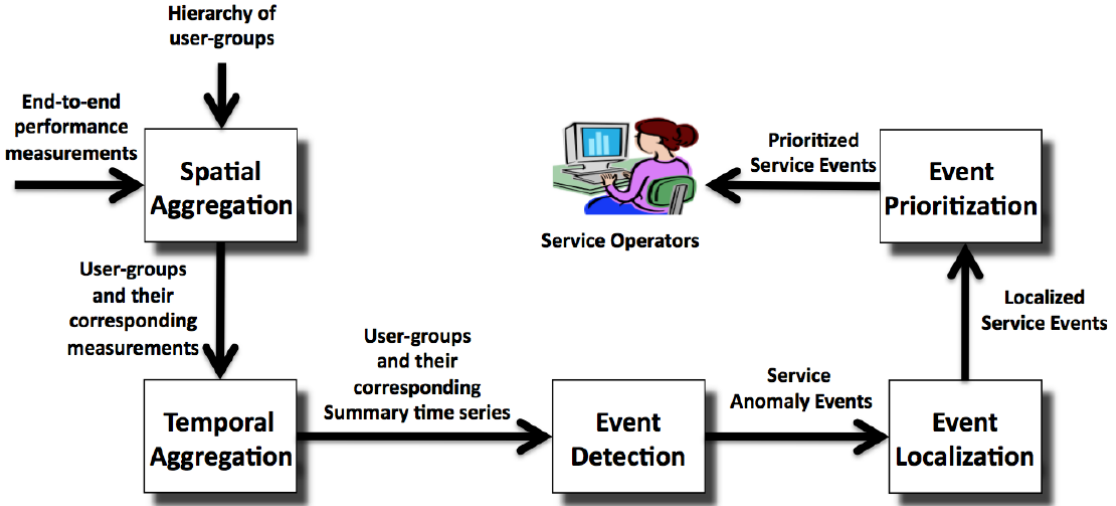 Hierarchy of
user-groups
End-to-end
performance
measurements
Spatial
Aggregation
User-groups
and their
corresponding
measurements
Temporal
Aggregation
User-groups
and their
corresponding
Summary time series
Event
Detection
Service
Anomaly Events
Event
Localization
Localized
Service Events
Event
Prioritization
Prioritized
Service Events
Service Operators